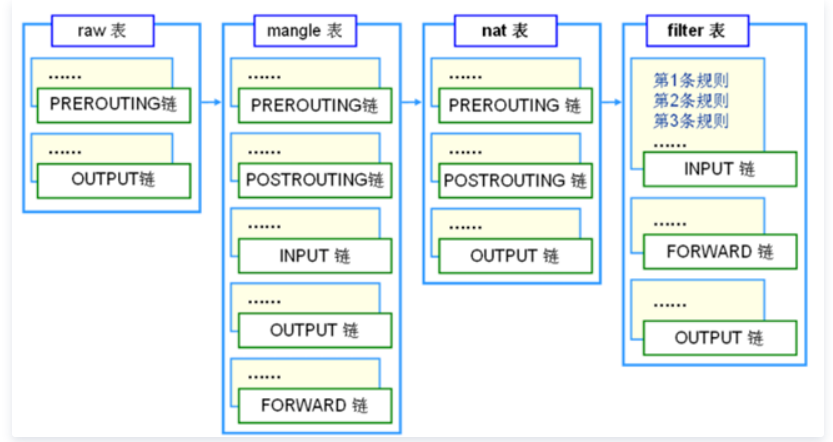 raw 表
……
PREROUTING链
……
OUTPUT链
mangle 表
……
PREROUTING链
……
POSTROUTING链
……
INPUT 链
……
OUTPUT 链
……
FORWARD 链
nat 表
……
PREROUTING 链
……
POSTROUTING 链
……
OUTPUT 链
filter 表
第1条规则
第2条规则
第3条规则
……
INPUT 链
……
FORWARD 链
……
OUTPUT 链